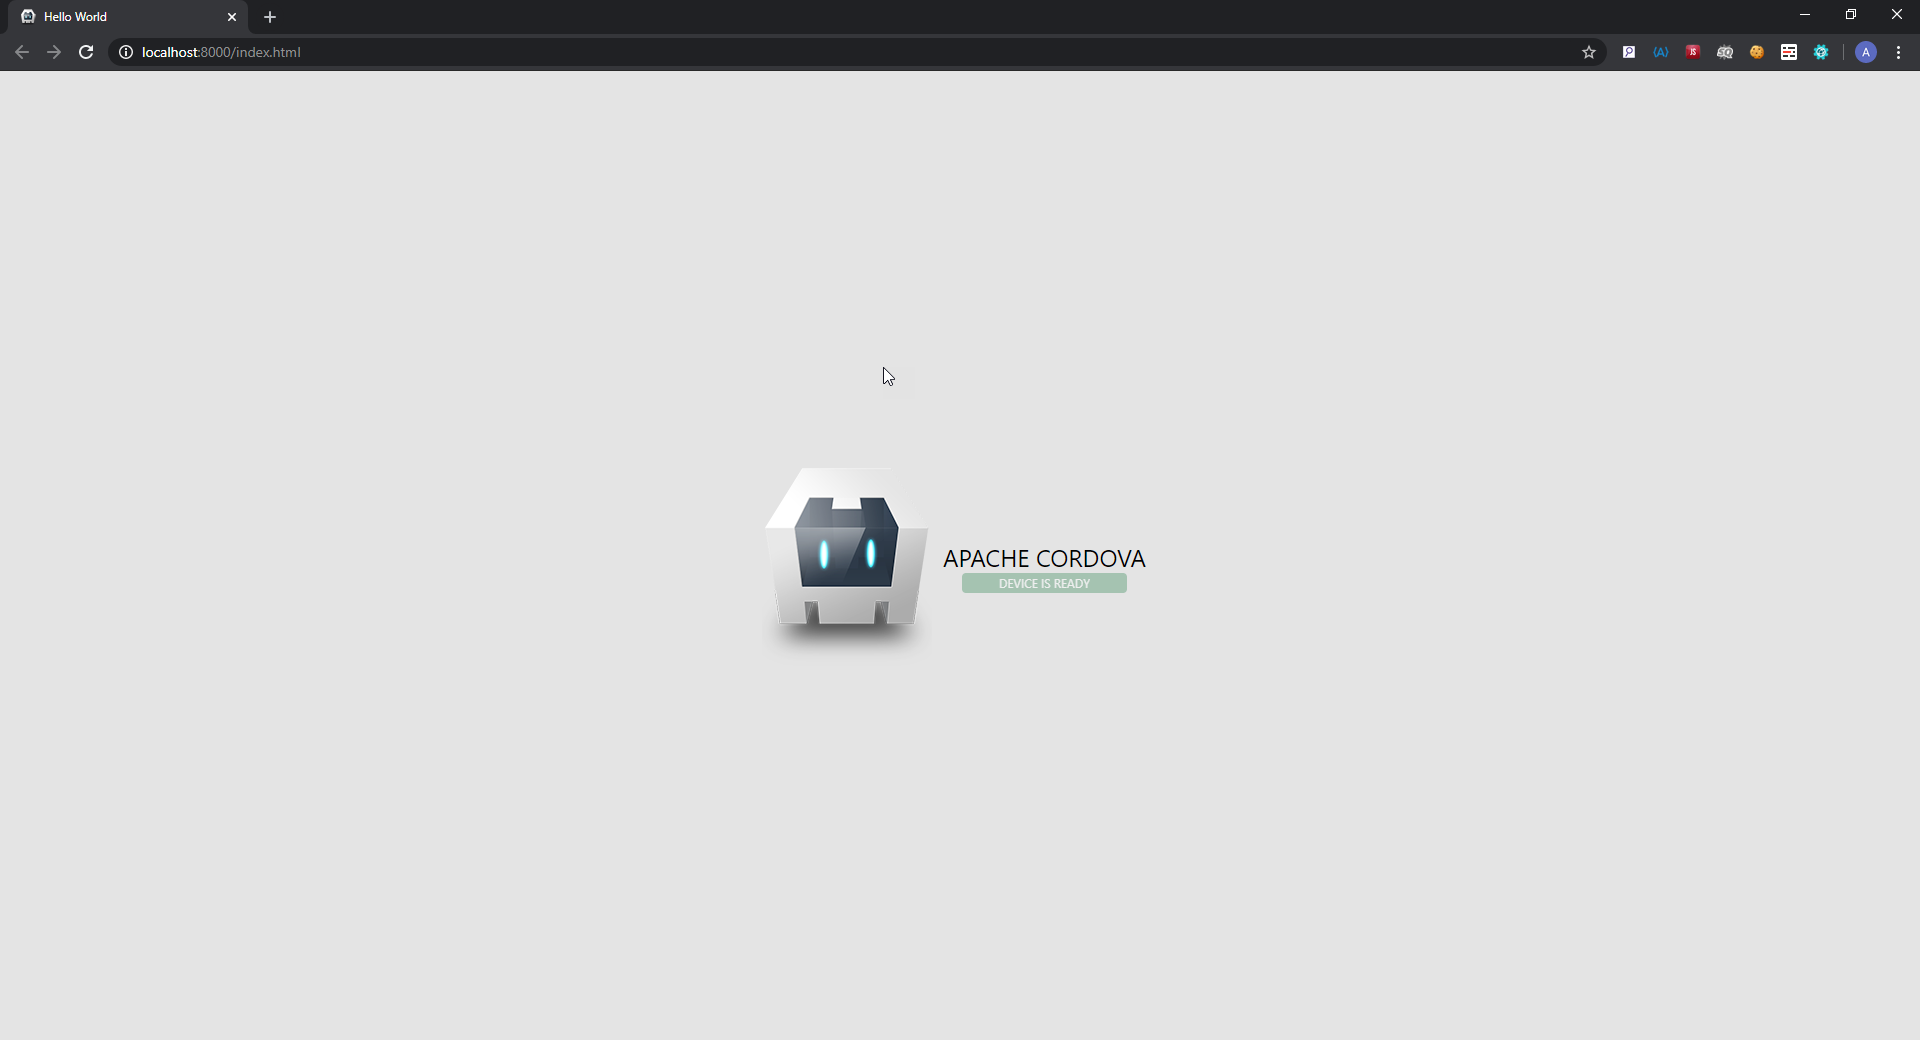 Hello World
localhost:8000/index.html
A
APACHE CORDOVA
DEVICE IS READY